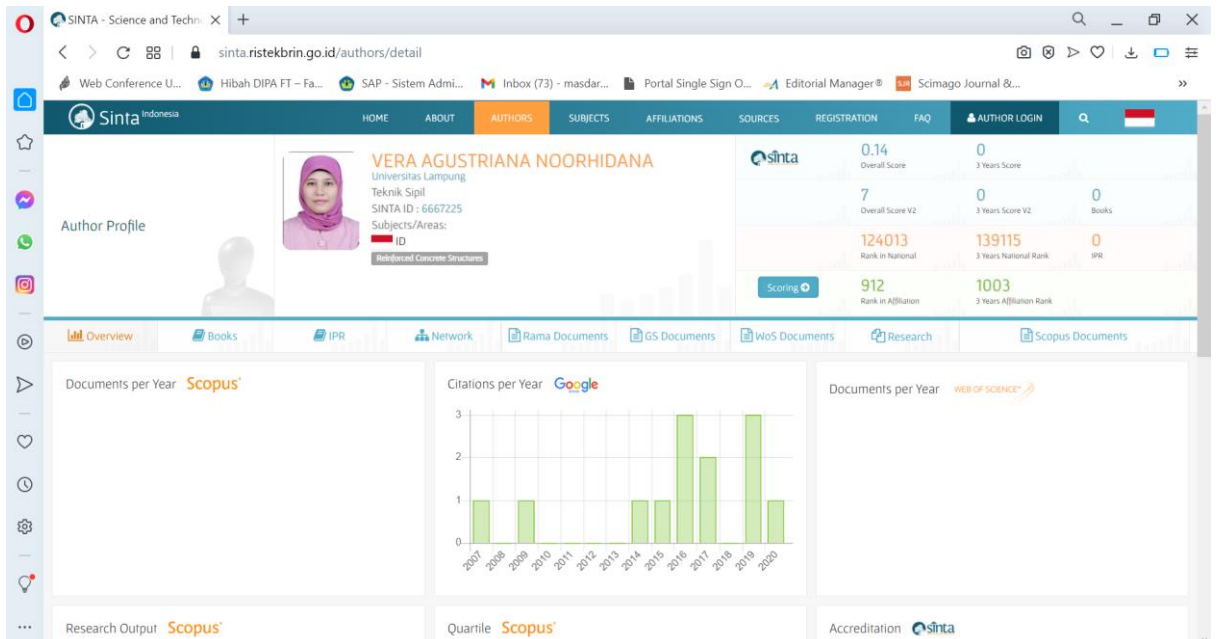 SINTA - Science and Techn
sinta.ristekbrin.go.id/authors/detail
Web Conference U... Hibah DIPA FT – Fa... SAP - Sistem Admi... Inbox (73) - masdar... Portal Single Sign O... Editorial Manager® Scimago Journal &... »
Sinta Indonesia HOME ABOUT AUTHORS SUBJECTS AFFILIATIONS SOURCES REGISTRATION FAQ AUTHOR LOGIN
Author Profile
VERA AGUSTRIANA NOORHIDANA
Universitas Lampung
Teknik Sipil
SINTA ID : 6667225
Subjects/Areas:
ID
Reinforced Concrete Structures
sinta
0.14 0
Overall Score 3 Years Score
7 0 0
Overall Score V2 3 Years Score V2 Books
124013 139115 0
Rank in National 3 Years National Rank IPR
Scoring
912 1003
Rank in Affiliation 3 Years Affiliation Rank
Overview Books IPR Network Rama Documents GS Documents WoS Documents Research Scopus Documents
Documents per Year Scopus
Citations per Year Google
3
2
1
0
2007 2008 2009 2010 2011 2012 2013 2014 2015 2016 2017 2018 2019 2020
Documents per Year WEB OF SCIENCE™
Research Output Scopus
Quartile Scopus
Accreditation sinta